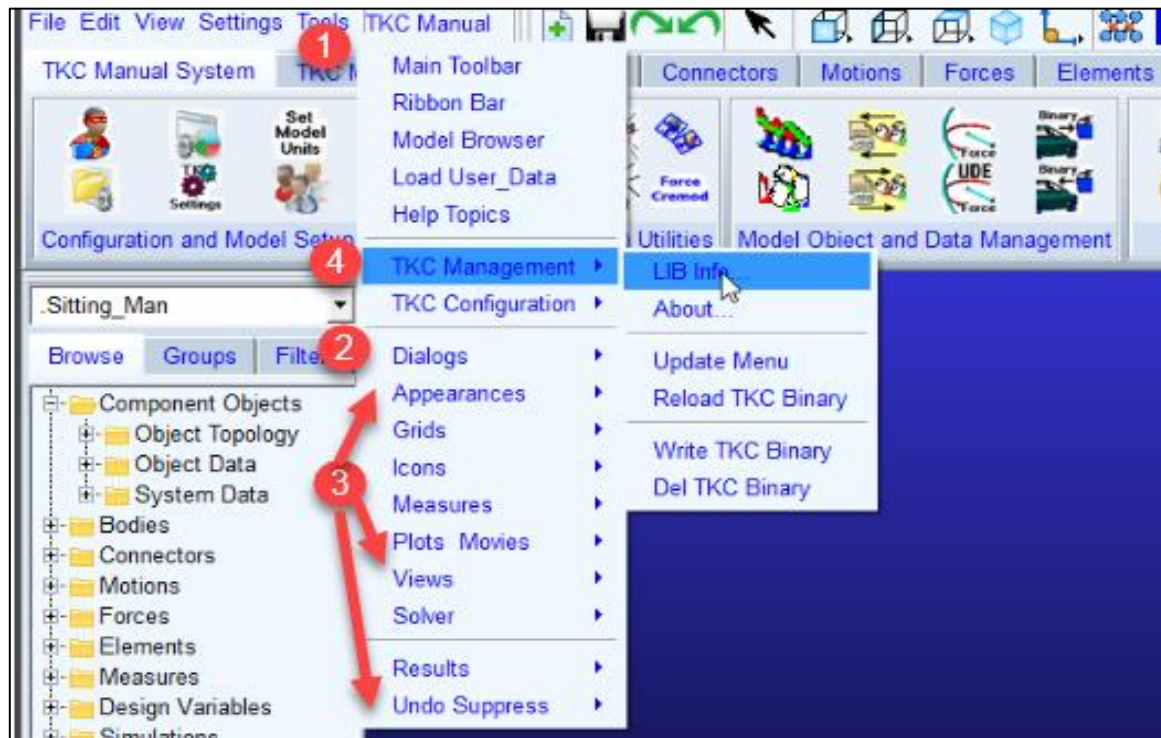 File Edit View Settings Tools TKC Manual
1
TKC Manual System TKC M Connectors Motions Forces Elements
Set Model Units
TKC Settings
Force Cremod
Force
UDE Force
Binary
Binary
Configuration and Model Setup Utilities Model Object and Data Management
Main Toolbar
Ribbon Bar
Model Browser
Load User_Data
Help Topics
4
TKC Management
TKC Configuration
2
Dialogs
Appearances
Grids
Icons
3
Measures
Plots Movies
Views
Solver
Results
Undo Suppress
LIB Info...
About...
Update Menu
Reload TKC Binary
Write TKC Binary
Del TKC Binary
.Sitting_Man
Browse Groups Filte
Component Objects
Object Topology
Object Data
System Data
Bodies
Connectors
Motions
Forces
Elements
Measures
Design Variables
Simulations